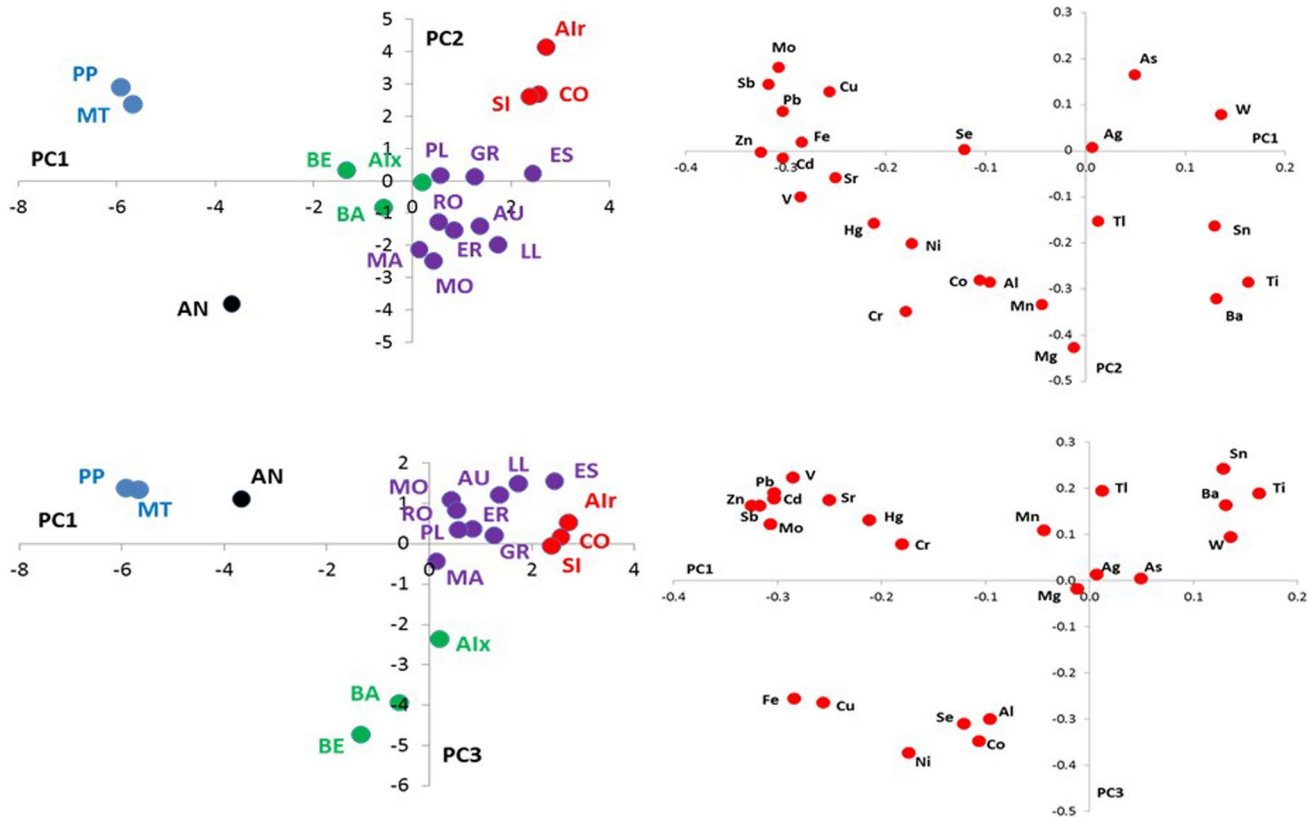 5
AIr
PC2
4
PP
3
MT
SI
CO
2
1
PC1
BE
AIx
PL
GR
ES
0
-8
-6
-4
-2
0
2
4
BA
-1
RO
AU
-2
MA
ER
LL
-3
MO
AN
-4
-5
0.3
Mo
0.2
As
Sb
Cu
Pb
0.1
W
Zn
Fe
Se
Ag
PC1
0
-0.4
-0.3
-0.2
-0.1
0.0
0.1
0.2
Cd
Sr
V
-0.1
Hg
Tl
Sn
Ni
-0.2
Co
Al
-0.3
Ti
Cr
Mn
Ba
-0.4
Mg
PC2
-0.5
2
PP
AN
MO
AU
LL
ES
MT
1
RO
AIr
PC1
PL
ER
CO
0
-8
-6
-4
-2
0
2
4
MA
GR
SI
-1
-2
AIx
-3
BA
-4
BE
-5
PC3
-6
0.3
Sn
Pb
V
0.2
Tl
Ti
Zn
Cd
Sr
Ba
Sb
Mo
Hg
Mn
0.1
W
Cr
PC1
Ag
As
0.0
-0.4
-0.3
-0.2
-0.1
0.0
0.1
0.2
Mg
-0.1
-0.2
Fe
Cu
Se
Al
-0.3
Ni
Co
-0.4
PC3
-0.5